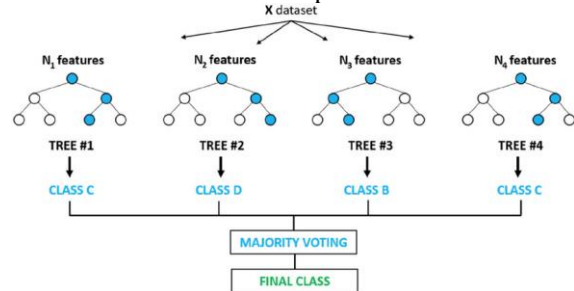 X dataset
N₁ features
N₂ features
N₃ features
N₄ features
TREE #1
TREE #2
TREE #3
TREE #4
CLASS C
CLASS D
CLASS B
CLASS C
MAJORITY VOTING
FINAL CLASS